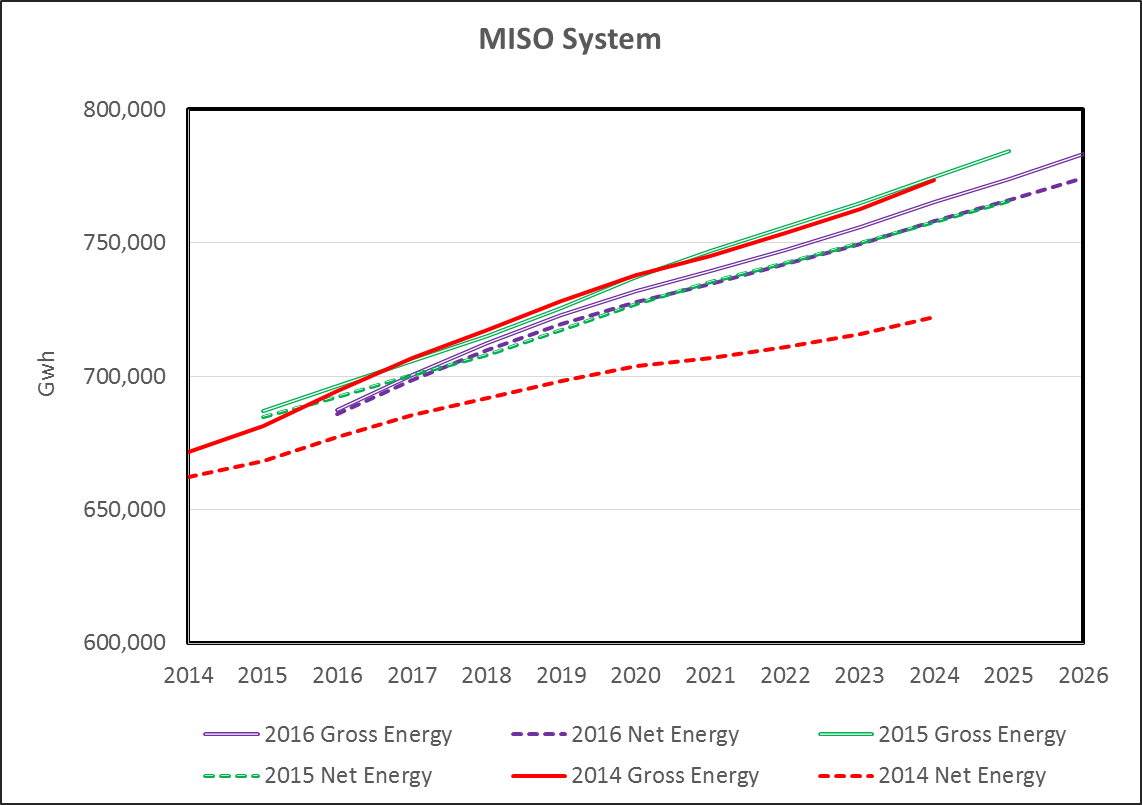 MISO System
800,000
750,000
700,000
650,000
600,000
Gwh
2014 2015 2016 2017 2018 2019 2020 2021 2022 2023 2024 2025 2026
2016 Gross Energy 2016 Net Energy 2015 Gross Energy
2015 Net Energy 2014 Gross Energy 2014 Net Energy